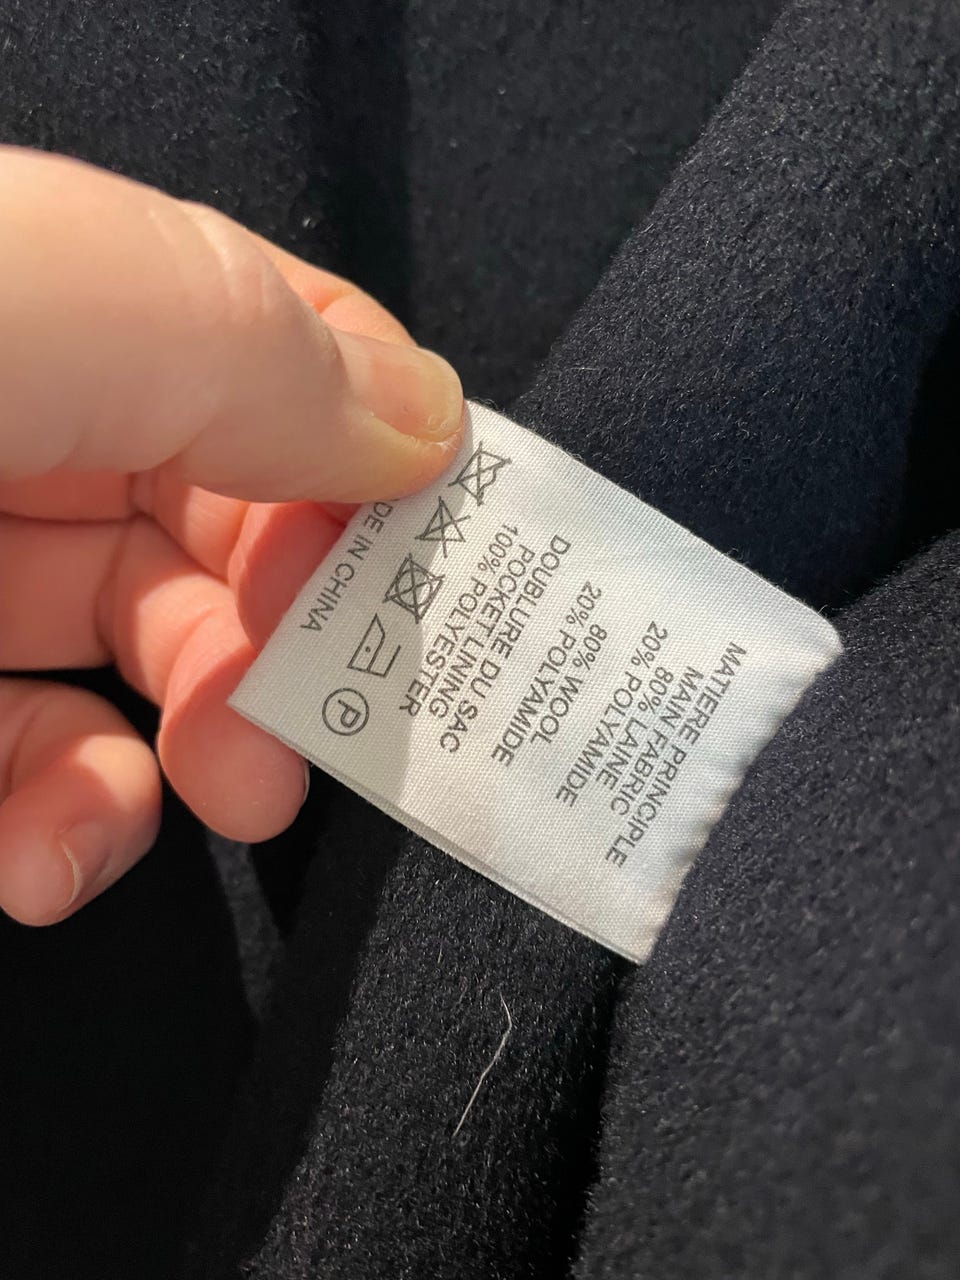 MATIERE PRINCIPLE
MAIN FABRIC
80% LAINE
20% POLYAMIDE
80% WOOL
20% POLYAMIDE
DOUBLURE DU SAC
POCKET LINING
100% POLYESTER
P
DE IN CHINA